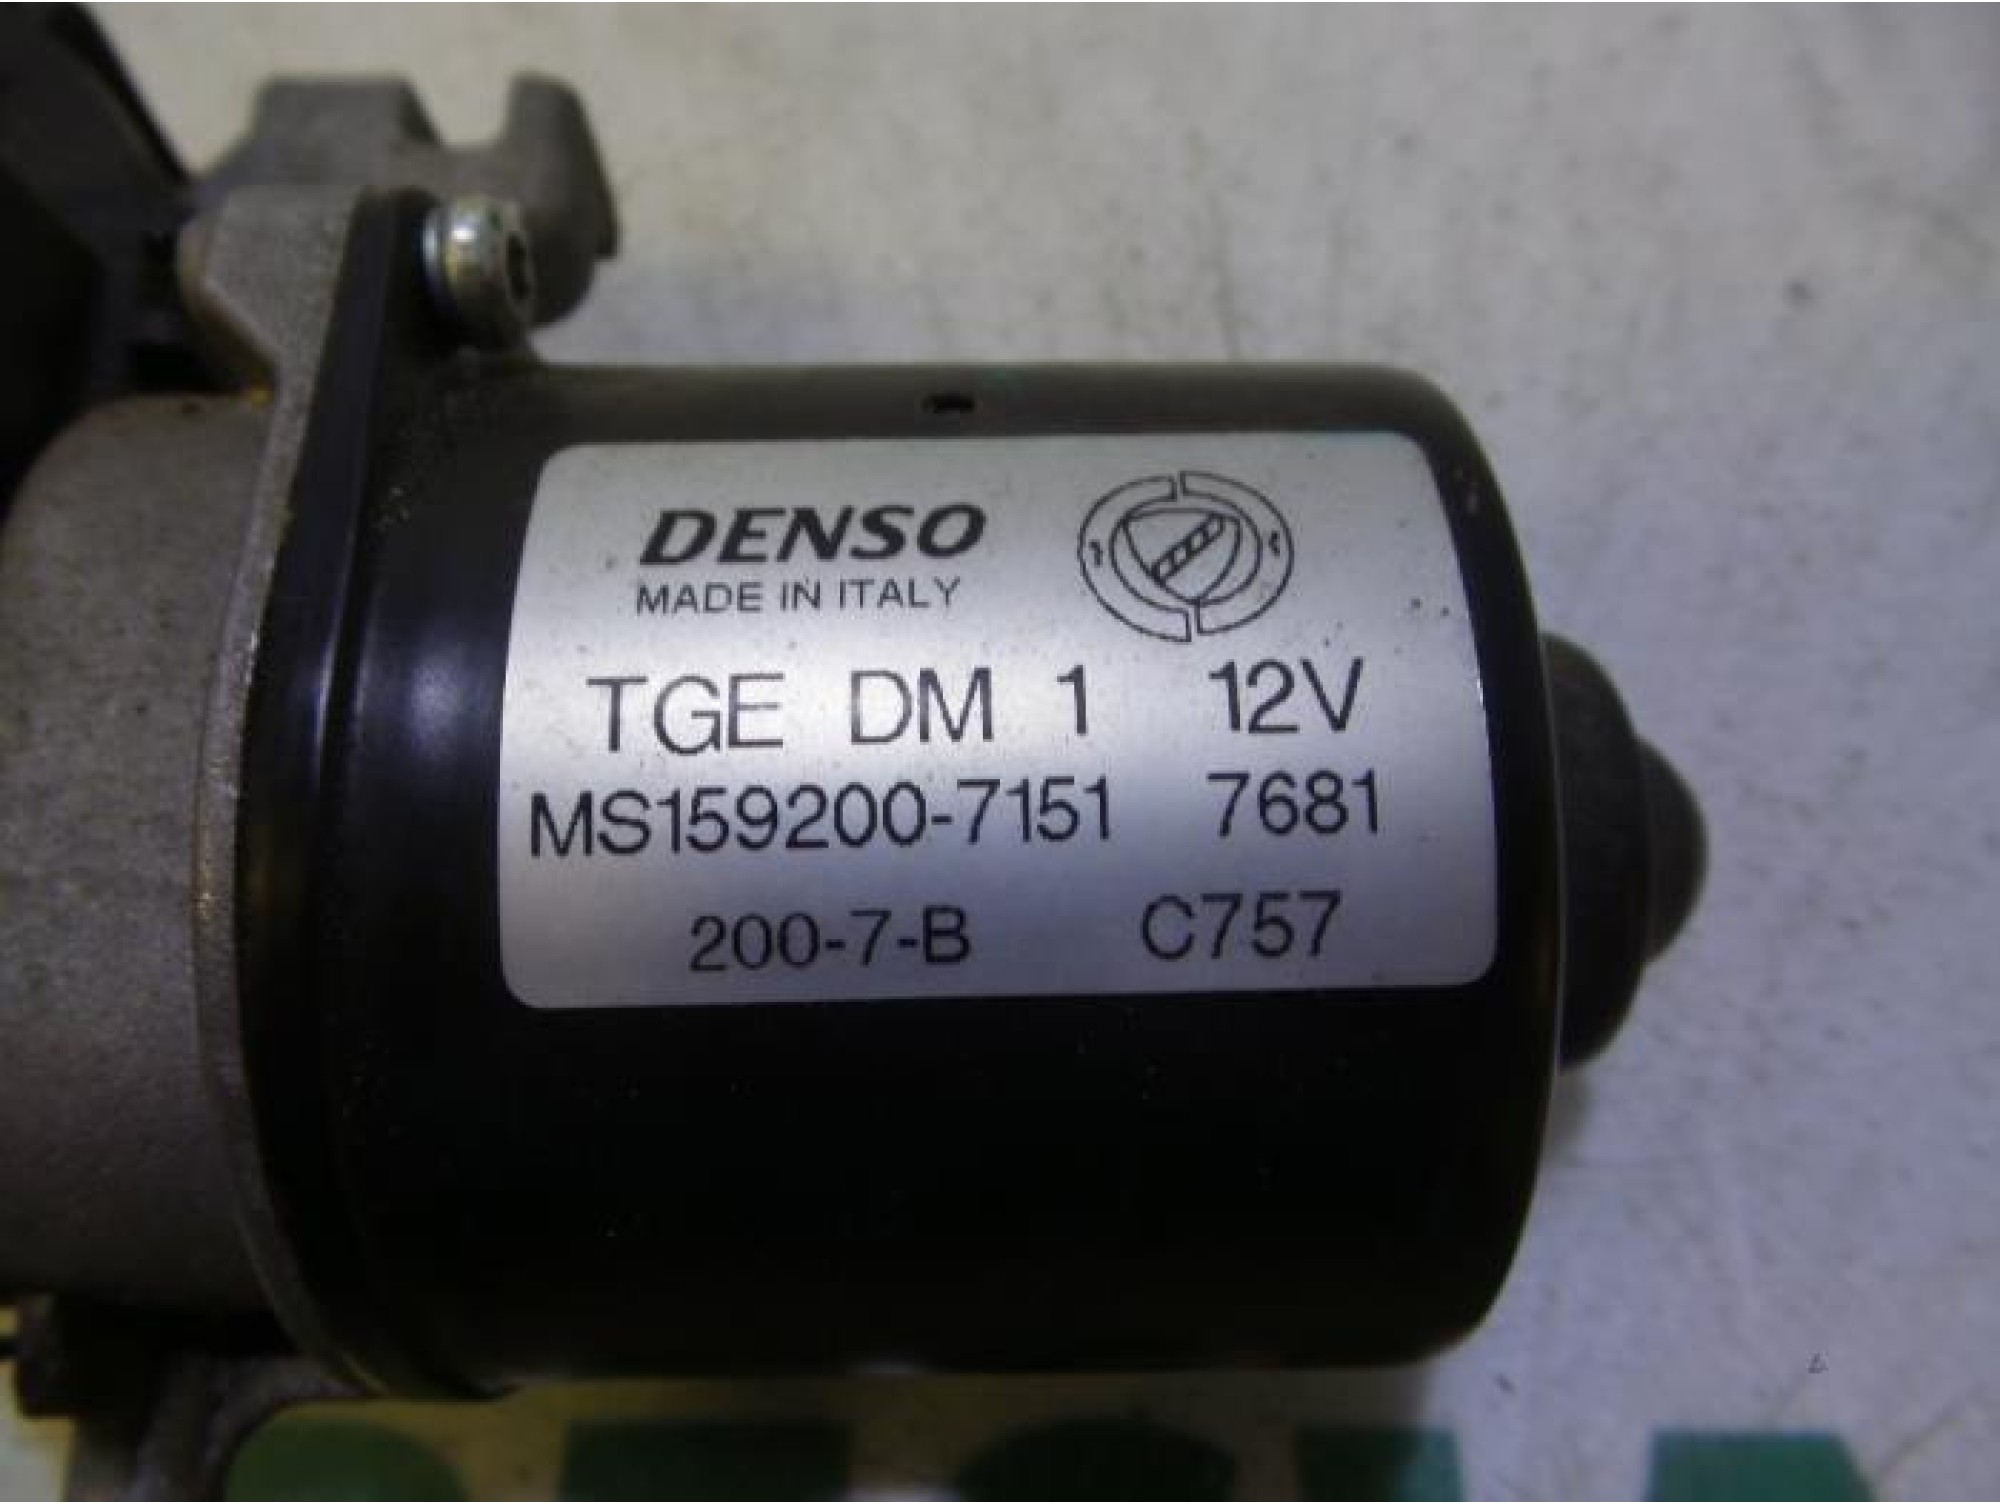 DENSO
MADE IN ITALY
TGE DM 1 12V
MS159200-7151 7681
200-7-B C757